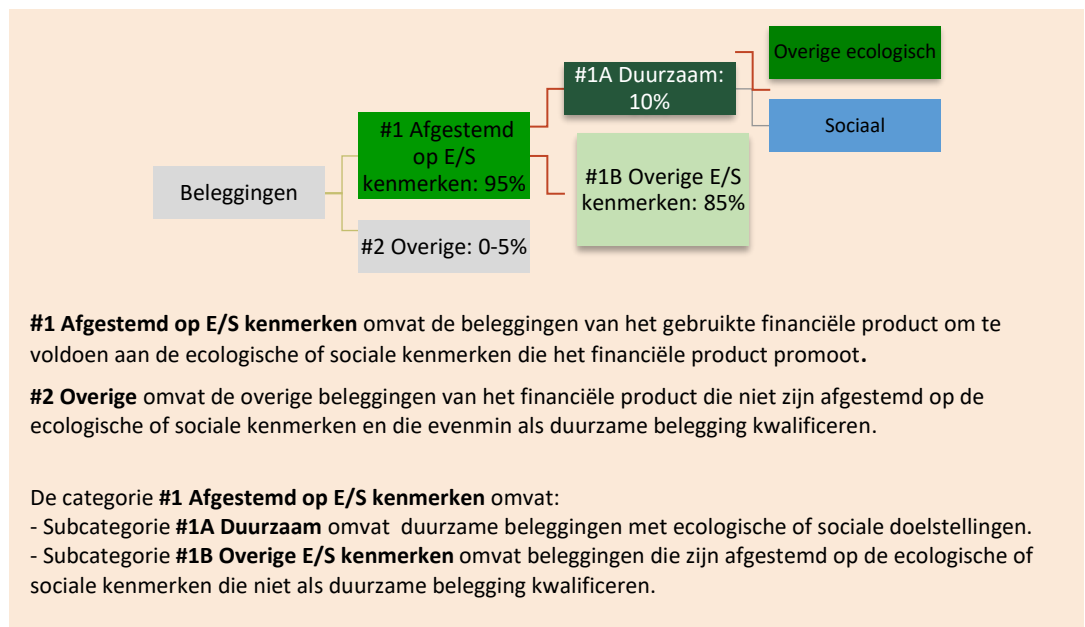 Overige ecologisch
#1A Duurzaam:
10%
Sociaal
#1 Afgestemd
op E/S
kenmerken: 95%
#1B Overige E/S
kenmerken: 85%
Beleggingen
#2 Overige: 0-5%
#1 Afgestemd op E/S kenmerken omvat de beleggingen van het gebruikte financiële product om te
voldoen aan de ecologische of sociale kenmerken die het financiële product promoot.
#2 Overige omvat de overige beleggingen van het financiële product die niet zijn afgestemd op de
ecologische of sociale kenmerken en die evenmin als duurzame belegging kwalificeren.
De categorie #1 Afgestemd op E/S kenmerken omvat:
- Subcategorie #1A Duurzaam omvat duurzame beleggingen met ecologische of sociale doelstellingen.
- Subcategorie #1B Overige E/S kenmerken omvat beleggingen die zijn afgestemd op de ecologische of
sociale kenmerken die niet als duurzame belegging kwalificeren.